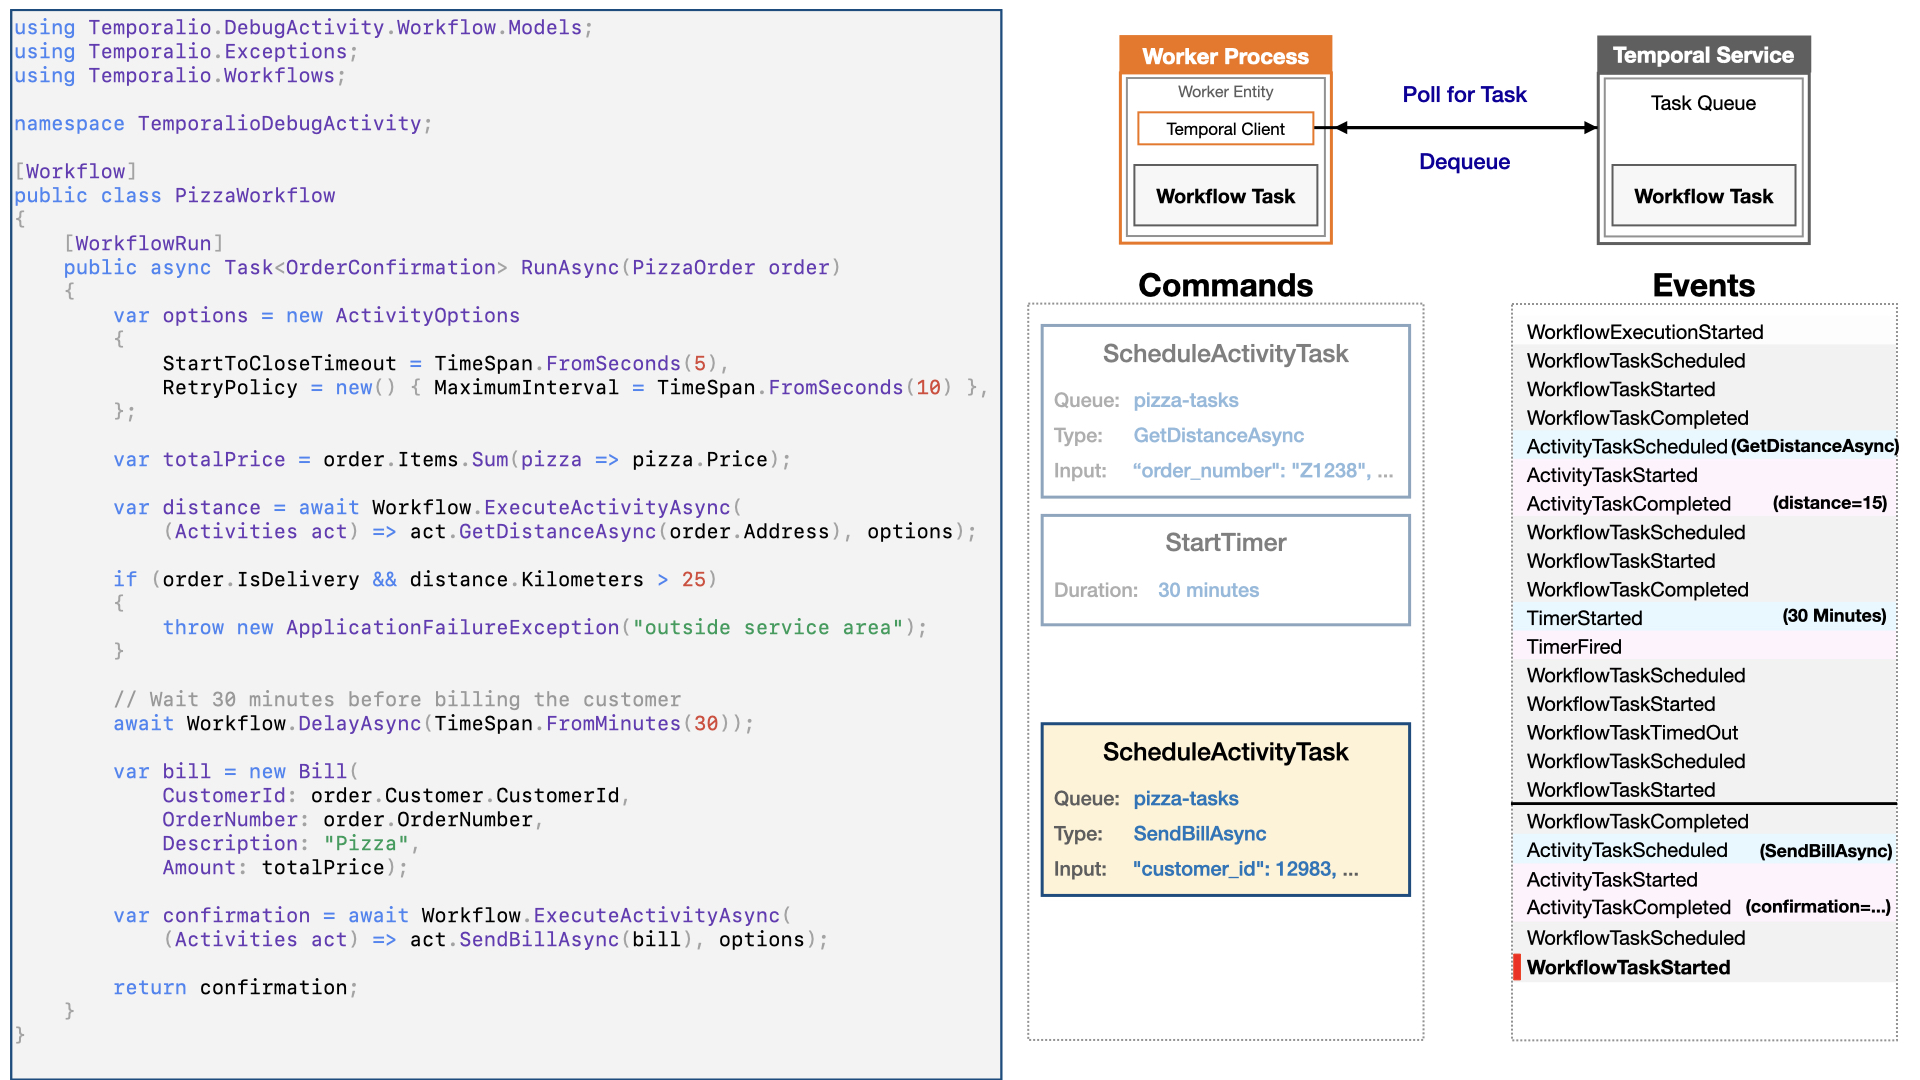 using Temporalio.DebugActivity.Workflow.Models;
using Temporalio.Exceptions;
using Temporalio.Workflows;

namespace TemporalioDebugActivity;

[Workflow]
public class PizzaWorkflow
{
    [WorkflowRun]
    public async Task<OrderConfirmation> RunAsync(PizzaOrder order)
    {
        var options = new ActivityOptions
        {
            StartToCloseTimeout = TimeSpan.FromSeconds(5),
            RetryPolicy = new() { MaximumInterval = TimeSpan.FromSeconds(10) },
        };

        var totalPrice = order.Items.Sum(pizza => pizza.Price);

        var distance = await Workflow.ExecuteActivityAsync(
            (Activities act) => act.GetDistanceAsync(order.Address), options);

        if (order.IsDelivery && distance.Kilometers > 25)
        {
            throw new ApplicationFailureException("outside service area");
        }

        // Wait 30 minutes before billing the customer
        await Workflow.DelayAsync(TimeSpan.FromMinutes(30));

        var bill = new Bill(
            CustomerId: order.Customer.CustomerId,
            OrderNumber: order.OrderNumber,
            Description: "Pizza",
            Amount: totalPrice);

        var confirmation = await Workflow.ExecuteActivityAsync(
            (Activities act) => act.SendBillAsync(bill), options);

        return confirmation;
    }
}
Worker Process
Worker Entity
Temporal Client
Workflow Task
Poll for Task
Dequeue
Temporal Service
Task Queue
Workflow Task
Commands
ScheduleActivityTask
Queue: pizza-tasks
Type: GetDistanceAsync
Input: “order_number": "Z1238", ...
StartTimer
Duration: 30 minutes
ScheduleActivityTask
Queue: pizza-tasks
Type: SendBillAsync
Input: "customer_id": 12983, ...
Events
WorkflowExecutionStarted
WorkflowTaskScheduled
WorkflowTaskStarted
WorkflowTaskCompleted
ActivityTaskScheduled (GetDistanceAsync)
ActivityTaskStarted
ActivityTaskCompleted (distance=15)
WorkflowTaskScheduled
WorkflowTaskStarted
WorkflowTaskCompleted
TimerStarted (30 Minutes)
TimerFired
WorkflowTaskScheduled
WorkflowTaskStarted
WorkflowTaskTimedOut
WorkflowTaskScheduled
WorkflowTaskStarted
WorkflowTaskCompleted
ActivityTaskScheduled (SendBillAsync)
ActivityTaskStarted
ActivityTaskCompleted (confirmation=...)
WorkflowTaskScheduled
WorkflowTaskStarted